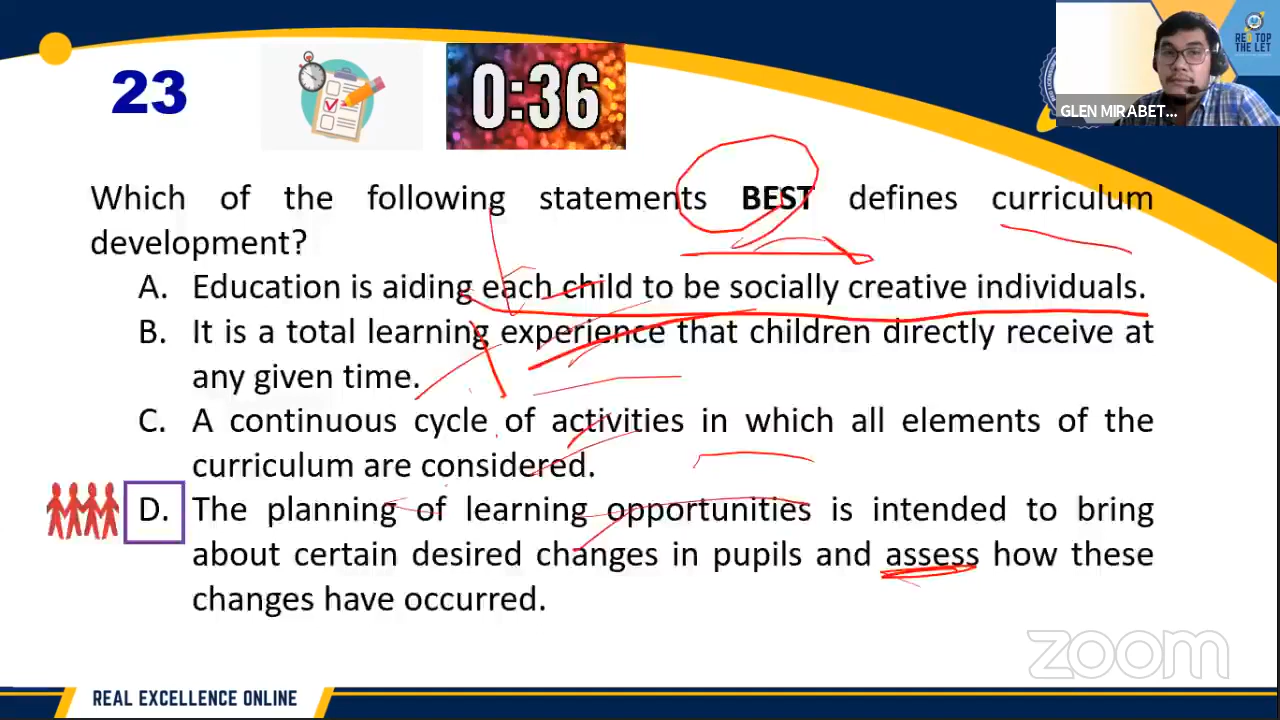 REO TOP
THE LET
23
0:36
GLEN MIRABET...
Which of the following statements BEST defines curriculum
development?
A. Education is aiding each child to be socially creative individuals.
B. It is a total learning experience that children directly receive at
any given time.
C. A continuous cycle of activities in which all elements of the
curriculum are considered.
D. The planning of learning opportunities is intended to bring
about certain desired changes in pupils and assess how these
changes have occurred.
zoom
REAL EXCELLENCE ONLINE